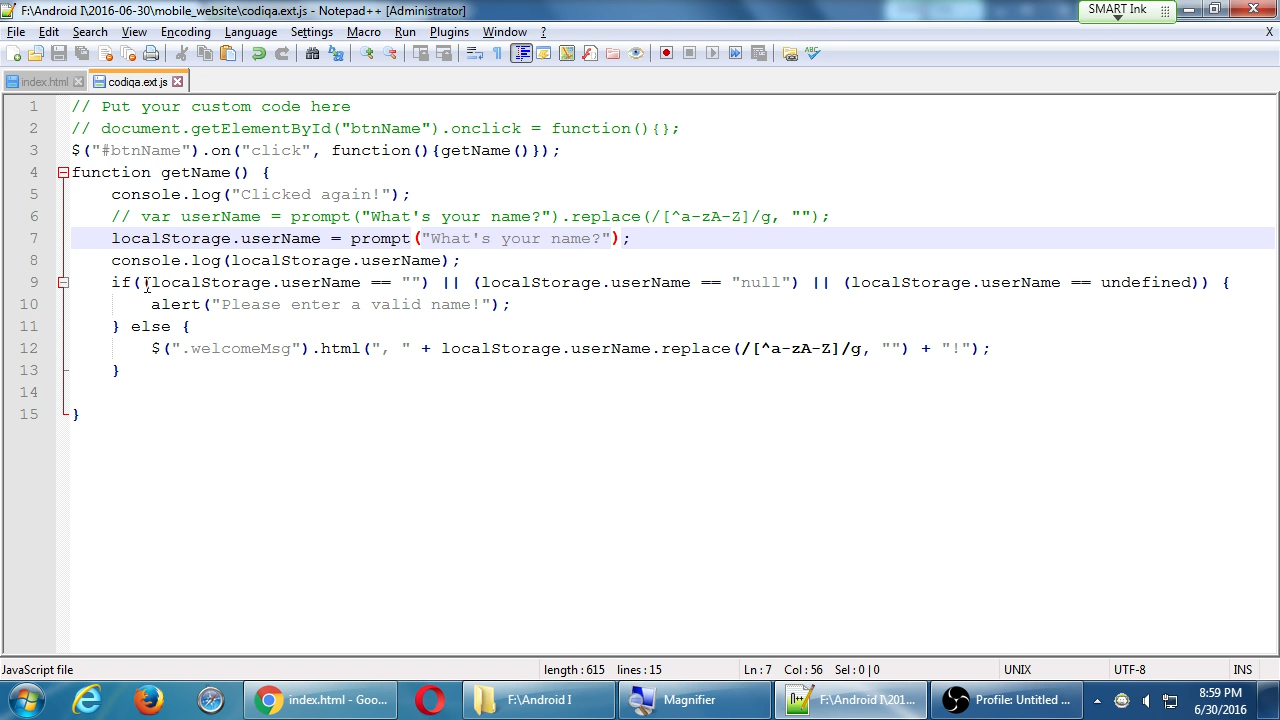 F:\Android I\2016-06-30\mobile_website\codiqa.ext.js - Notepad++ [Administrator]
SMART Ink
File Edit Search View Encoding Language Settings Macro Run Plugins Window ? X
index.html codiqa.ext.js
1 // Put your custom code here
2 // document.getElementById("btnName").onclick = function(){};
3 $("#btnName").on("click", function(){getName()});
4 function getName() {
5 console.log("Clicked again!");
6 // var userName = prompt("What's your name?").replace(/[^a-zA-Z]/g, "");
7 localStorage.userName = prompt("What's your name?");
8 console.log(localStorage.userName);
9 if((localStorage.userName == "") || (localStorage.userName == "null") || (localStorage.userName == undefined)) {
10 alert("Please enter a valid name!");
11 } else {
12 $(".welcomeMsg").html(", " + localStorage.userName.replace(/[^a-zA-Z]/g, "") + "!");
13 }
14
15 }
JavaScript file length : 615 lines : 15 Ln : 7 Col : 56 Sel : 0 | 0 UNIX UTF-8 INS
index.html - Goo... F:\Android I Magnifier F:\Android I\201... Profile: Untitled ... 8:59 PM
6/30/2016